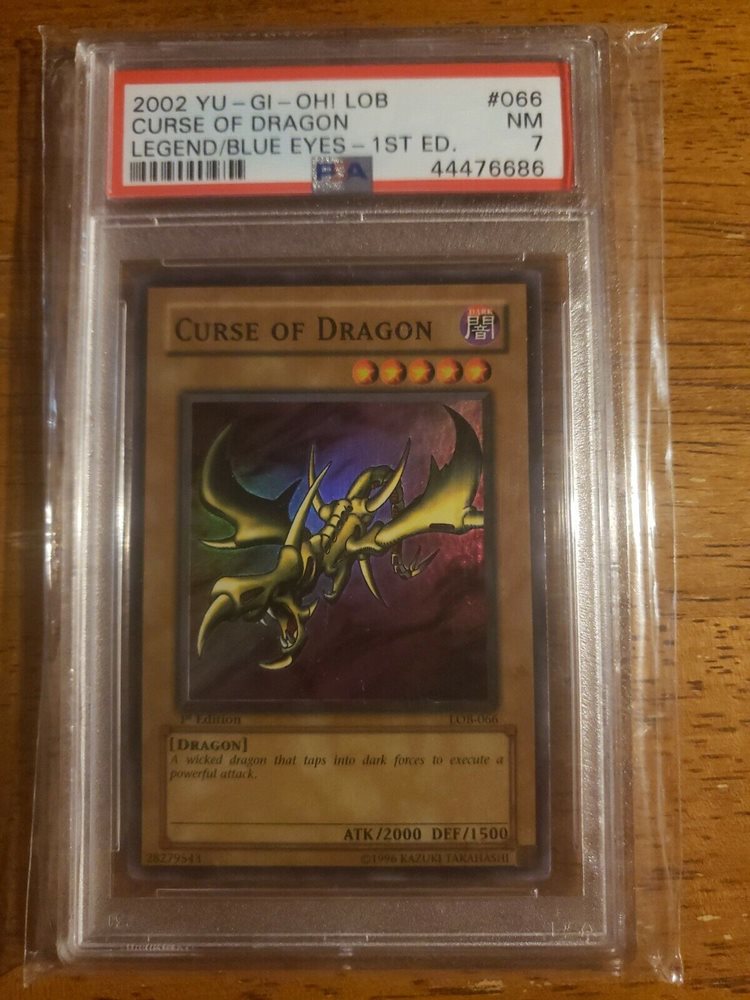 2002 YU-GI-OH! LOB #066
CURSE OF DRAGON NM
LEGEND/BLUE EYES-1ST ED. 7
PSA 44476686
CURSE OF DRAGON
DARK
闇
1st Edition LOB-066
[DRAGON]
A wicked dragon that taps into dark forces to execute a
powerful attack.
ATK/2000 DEF/1500
28279543 ©1996 KAZUKI TAKAHASHI